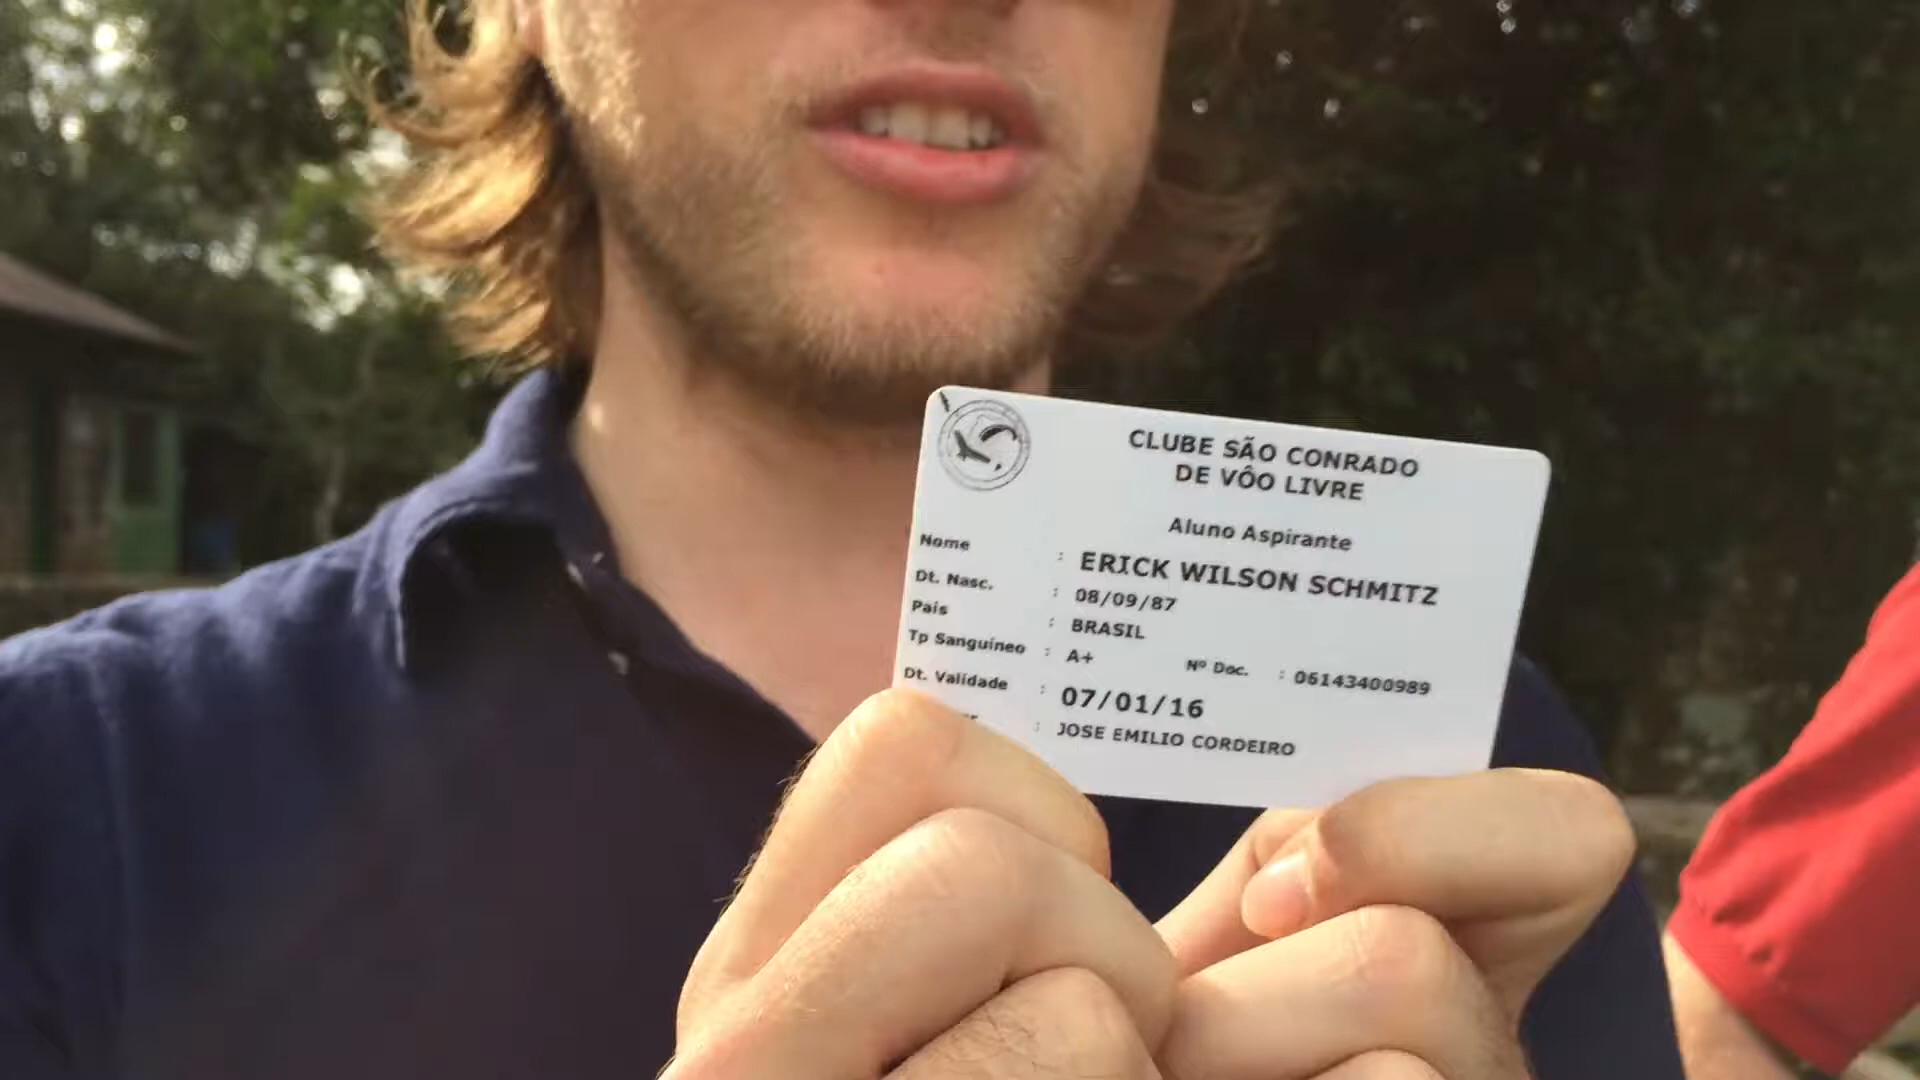 CLUBE SÃO CONRADO
DE VÔO LIVRE
Aluno Aspirante
Nome : ERICK WILSON SCHMITZ
Dt. Nasc. : 08/09/87
País : BRASIL
Tp Sanguíneo : A+ Nº Doc. : 06143400989
Dt. Validade : 07/01/16
: JOSE EMILIO CORDEIRO